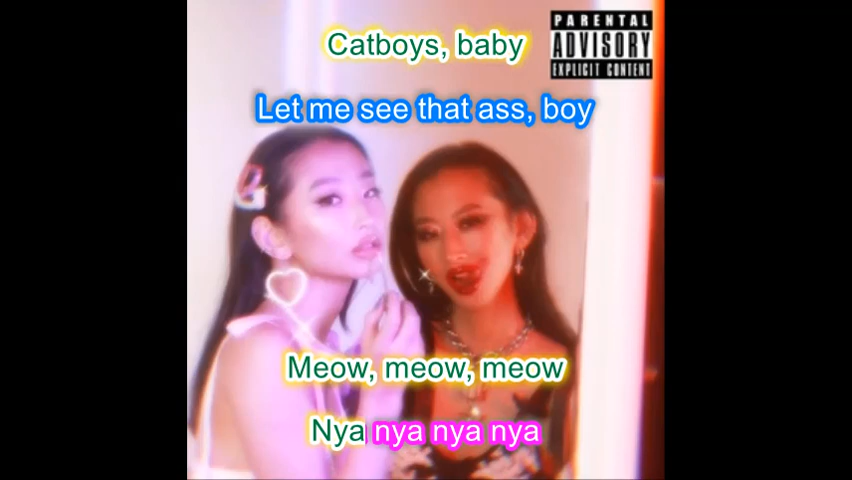 PARENTAL
ADVISORY
EXPLICIT CONTENT
Catboys, baby
Let me see that ass, boy
Meow, meow, meow
Nya nya nya nya